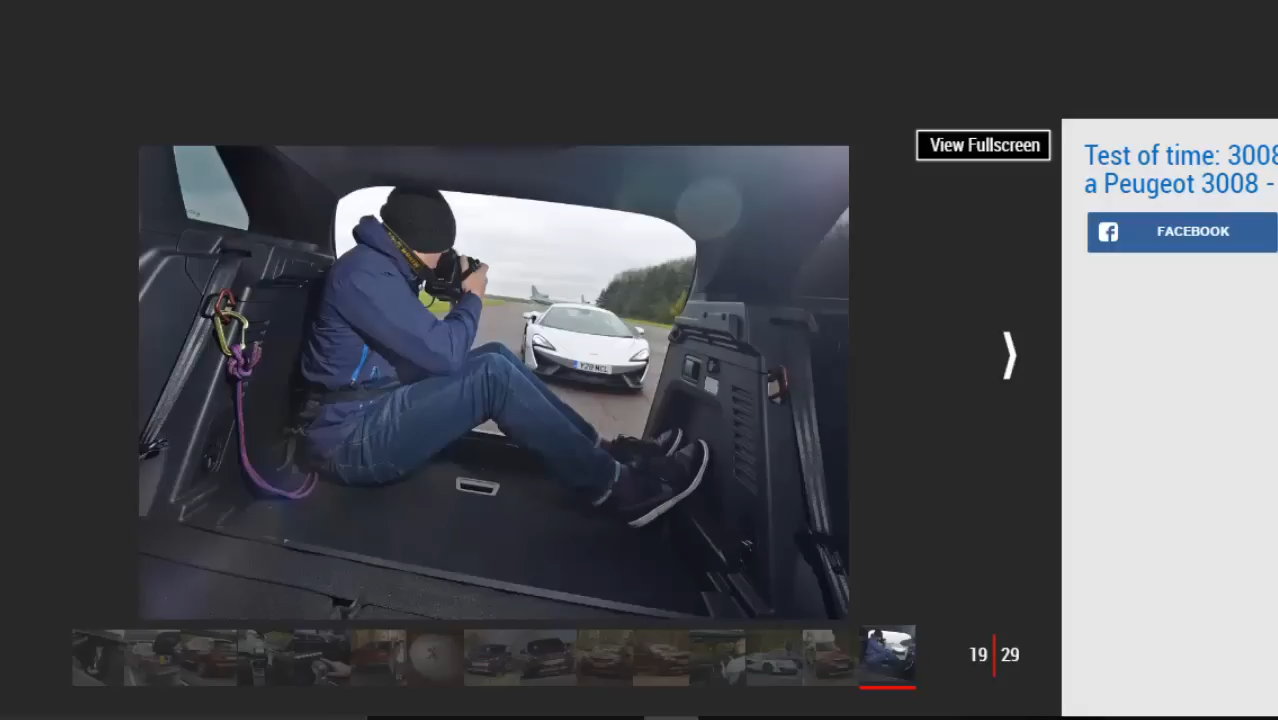 View Fullscreen
Test of time: 3008
a Peugeot 3008 -
FACEBOOK
19 29